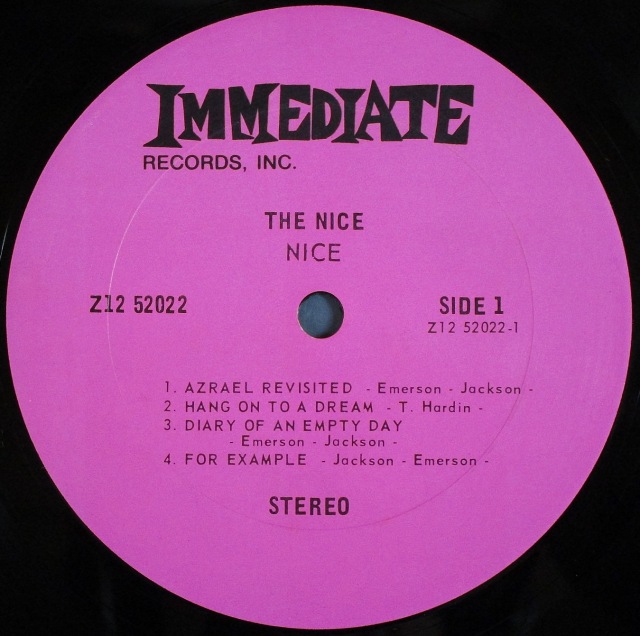 IMMEDIATE
RECORDS, INC.
THE NICE
NICE
Z12 52022
SIDE 1
Z12 52022-1
1. AZRAEL REVISITED - Emerson - Jackson -
2. HANG ON TO A DREAM - T. Hardin -
3. DIARY OF AN EMPTY DAY
- Emerson - Jackson -
4. FOR EXAMPLE - Jackson - Emerson -
STEREO